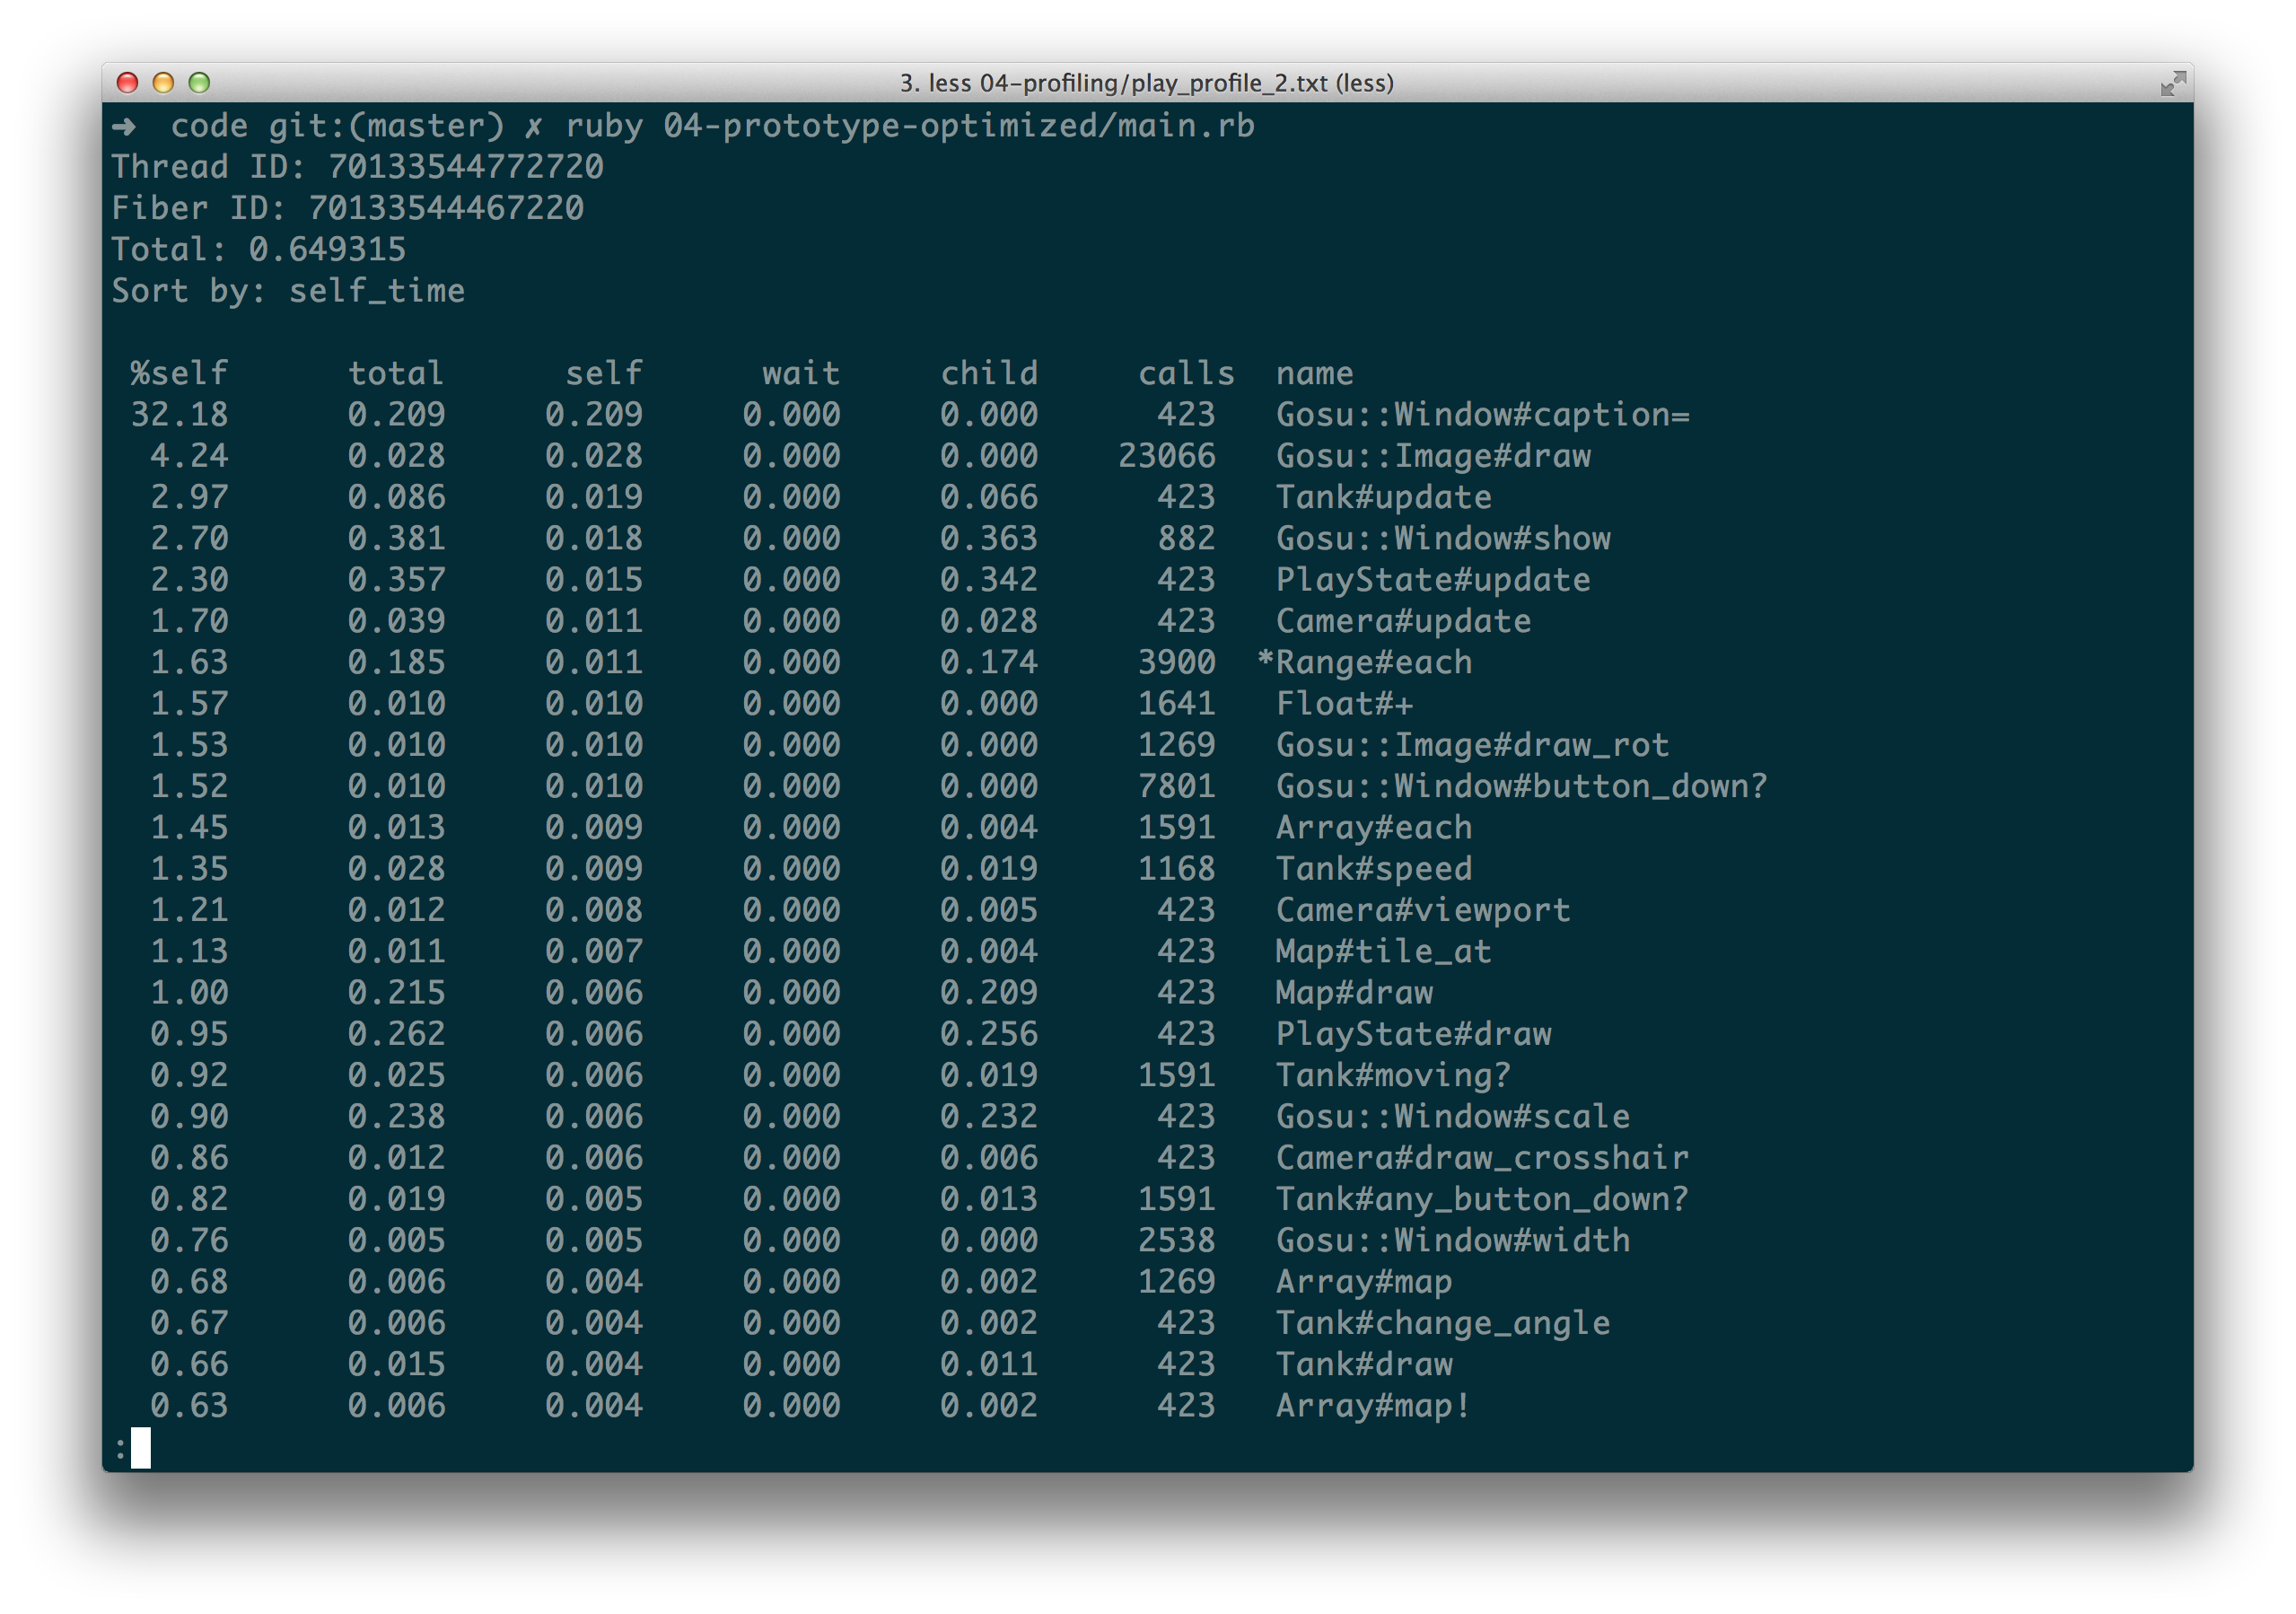 3. less 04-profiling/play_profile_2.txt (less)
➜  code git:(master) ✗ ruby 04-prototype-optimized/main.rb
Thread ID: 70133544772720
Fiber ID: 70133544467220
Total: 0.649315
Sort by: self_time
%self total self wait child calls name
32.18 0.209 0.209 0.000 0.000 423 Gosu::Window#caption=
4.24 0.028 0.028 0.000 0.000 23066 Gosu::Image#draw
2.97 0.086 0.019 0.000 0.066 423 Tank#update
2.70 0.381 0.018 0.000 0.363 882 Gosu::Window#show
2.30 0.357 0.015 0.000 0.342 423 PlayState#update
1.70 0.039 0.011 0.000 0.028 423 Camera#update
1.63 0.185 0.011 0.000 0.174 3900 *Range#each
1.57 0.010 0.010 0.000 0.000 1641 Float#+
1.53 0.010 0.010 0.000 0.000 1269 Gosu::Image#draw_rot
1.52 0.010 0.010 0.000 0.000 7801 Gosu::Window#button_down?
1.45 0.013 0.009 0.000 0.004 1591 Array#each
1.35 0.028 0.009 0.000 0.019 1168 Tank#speed
1.21 0.012 0.008 0.000 0.005 423 Camera#viewport
1.13 0.011 0.007 0.000 0.004 423 Map#tile_at
1.00 0.215 0.006 0.000 0.209 423 Map#draw
0.95 0.262 0.006 0.000 0.256 423 PlayState#draw
0.92 0.025 0.006 0.000 0.019 1591 Tank#moving?
0.90 0.238 0.006 0.000 0.232 423 Gosu::Window#scale
0.86 0.012 0.006 0.000 0.006 423 Camera#draw_crosshair
0.82 0.019 0.005 0.000 0.013 1591 Tank#any_button_down?
0.76 0.005 0.005 0.000 0.000 2538 Gosu::Window#width
0.68 0.006 0.004 0.000 0.002 1269 Array#map
0.67 0.006 0.004 0.000 0.002 423 Tank#change_angle
0.66 0.015 0.004 0.000 0.011 423 Tank#draw
0.63 0.006 0.004 0.000 0.002 423 Array#map!
: